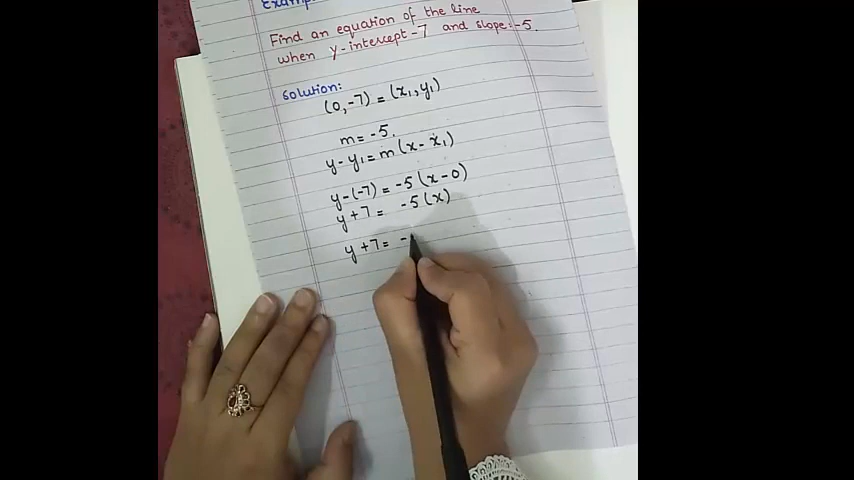 Find an equation of the line
when y-intercept -7 and slope:-5.
Solution:
(0,-7) = (x₁,y₁)
m = -5.
y - y₁ = m(x - x₁)
y-(-7) = -5(x-0)
y+7 = -5(x)
y+7 = -